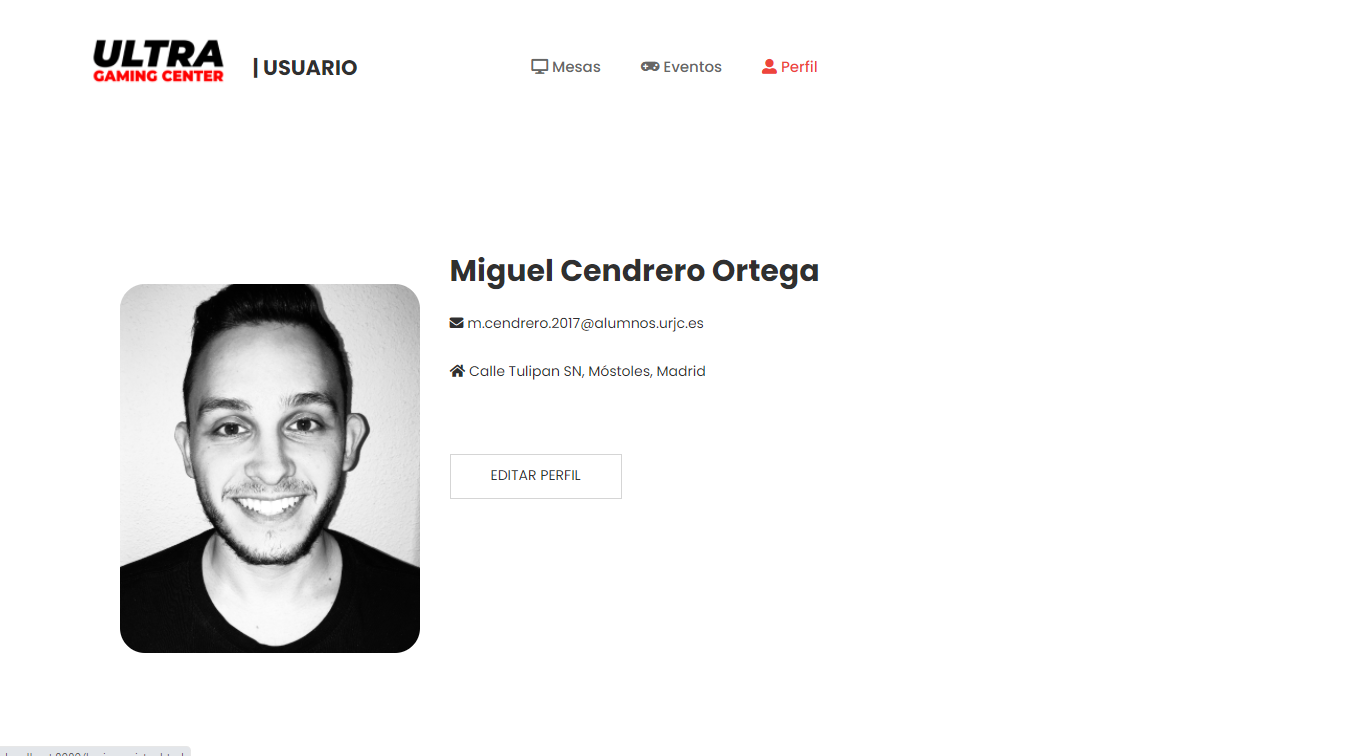 ULTRA
GAMING CENTER
| USUARIO
Mesas
Eventos
Perfil
Miguel Cendrero Ortega
m.cendrero.2017@alumnos.urjc.es
Calle Tulipan SN, Móstoles, Madrid
EDITAR PERFIL